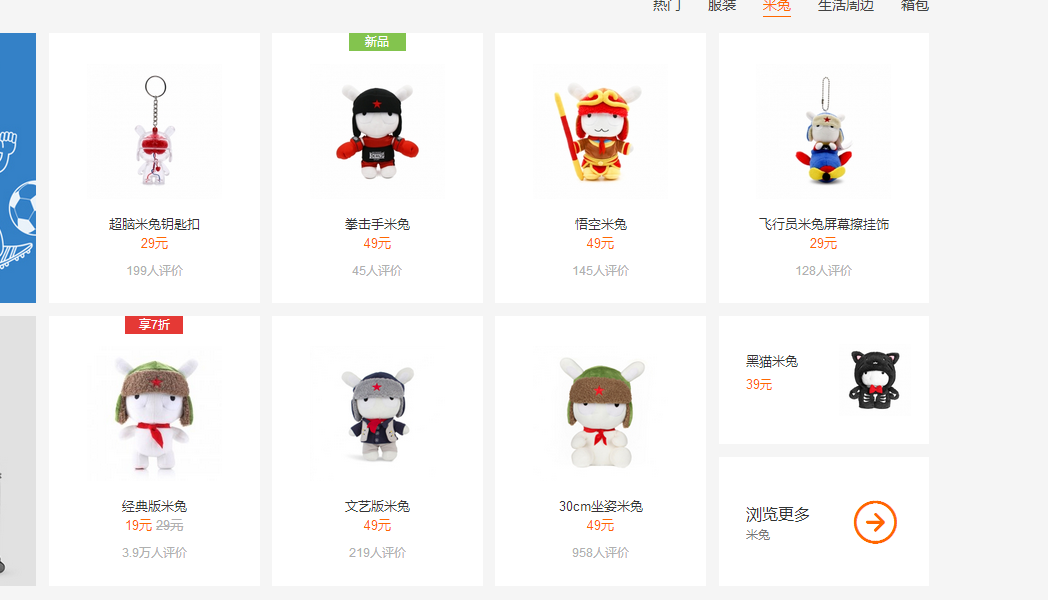 热门 服装 米兔 生活周边 箱包
新品
超脑米兔钥匙扣
29元
199人评价
拳击手米兔
49元
45人评价
悟空米兔
49元
145人评价
飞行员米兔屏幕擦挂饰
29元
128人评价
享7折
经典版米兔
19元 29元
3.9万人评价
文艺版米兔
49元
219人评价
30cm坐姿米兔
49元
958人评价
黑猫米兔
39元
浏览更多
米兔